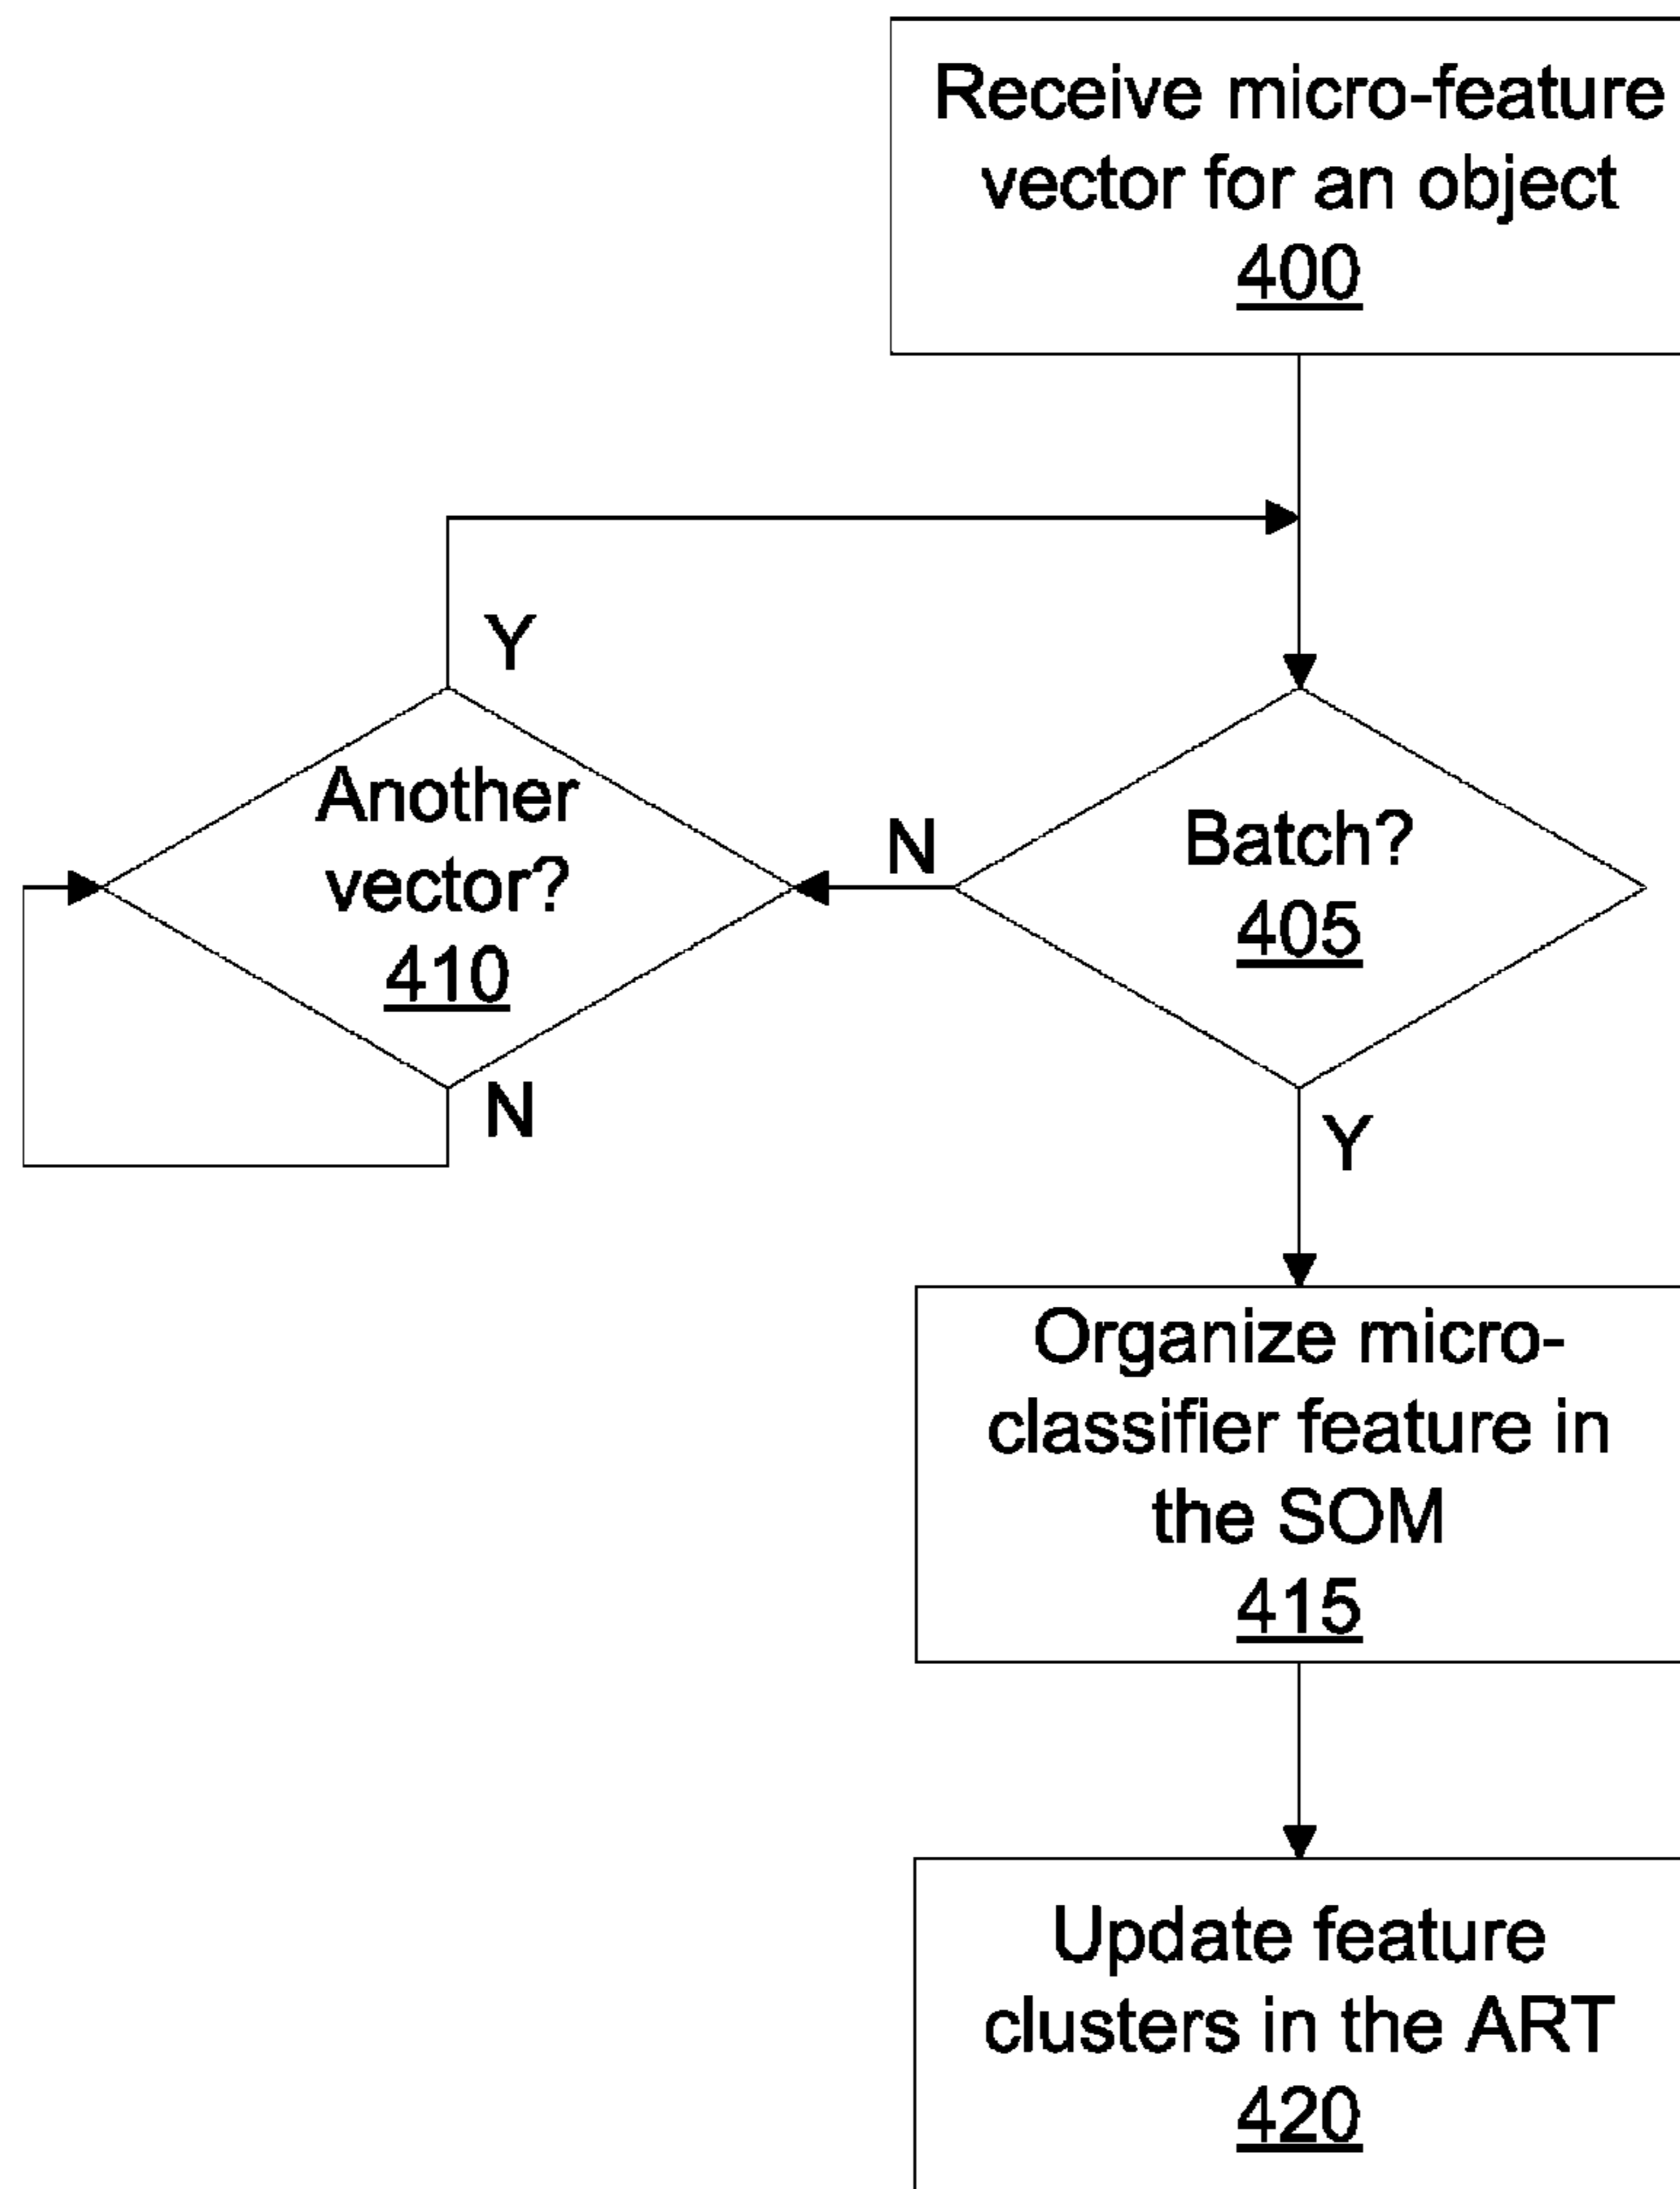 Receive micro-feature
vector for an object
400
Y
Another
vector?
410
N
N
Batch?
405
Y
Organize micro-
classifier feature in
the SOM
415
Update feature
clusters in the ART
420